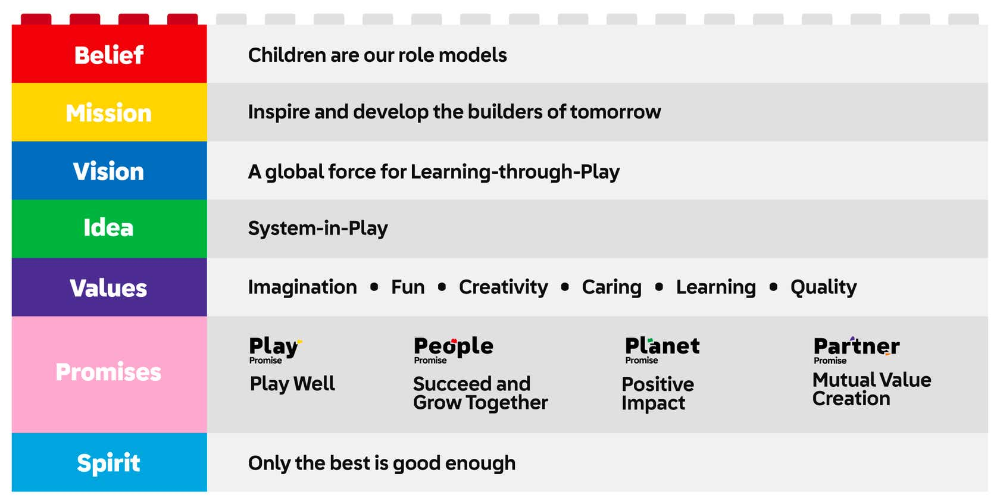 Belief
Children are our role models
Mission
Inspire and develop the builders of tomorrow
Vision
A global force for Learning-through-Play
Idea
System-in-Play
Values
Imagination • Fun • Creativity • Caring • Learning • Quality
Promises
Play
Promise
Play Well
People
Promise
Succeed and
Grow Together
Planet
Promise
Positive
Impact
Partner
Promise
Mutual Value
Creation
Spirit
Only the best is good enough